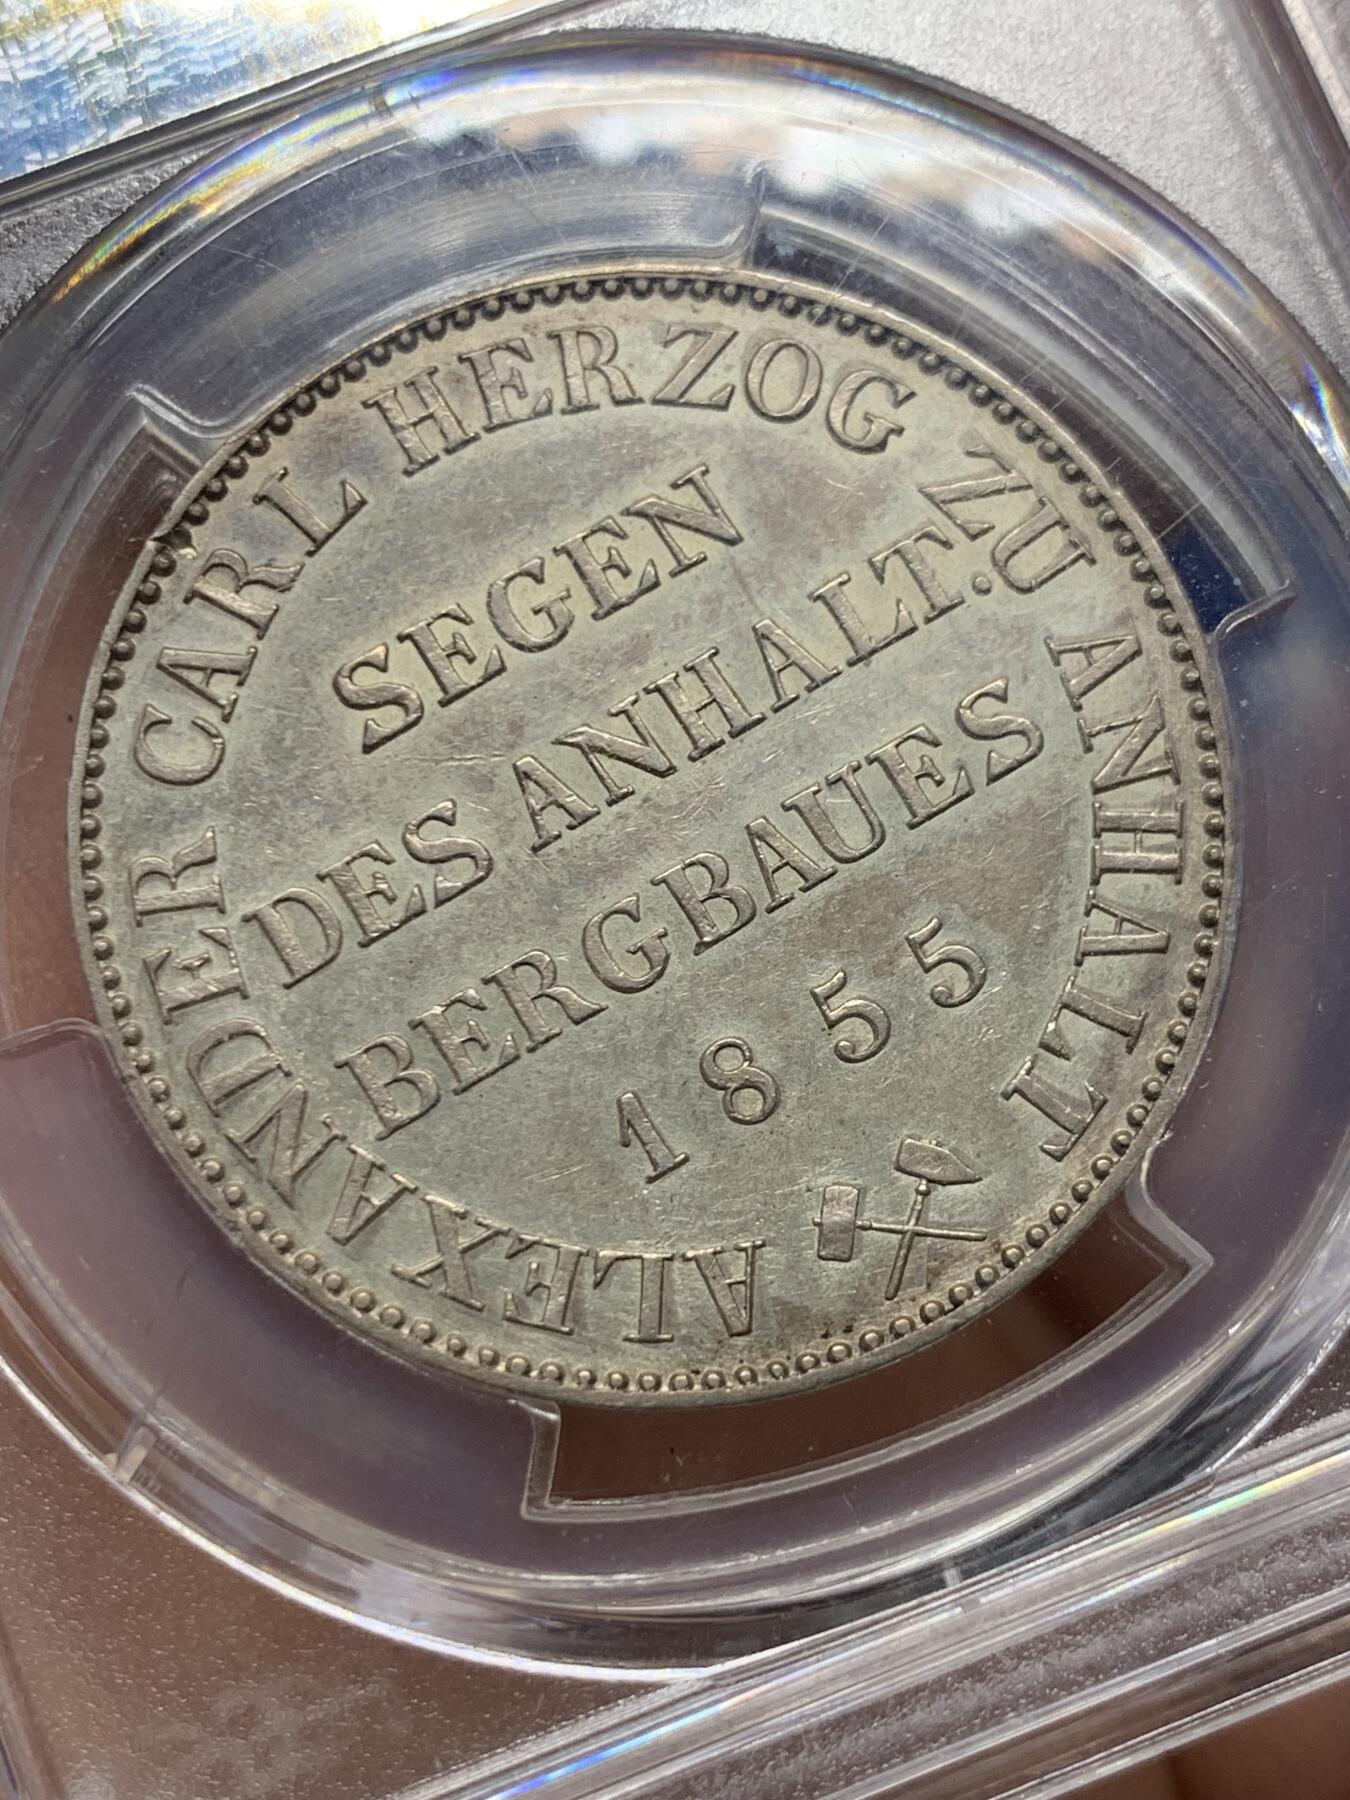 ALEXANDER CARL HERZOG ZU ANHALT
SEGEN
DES ANHALT.
BERGBAUES
1855